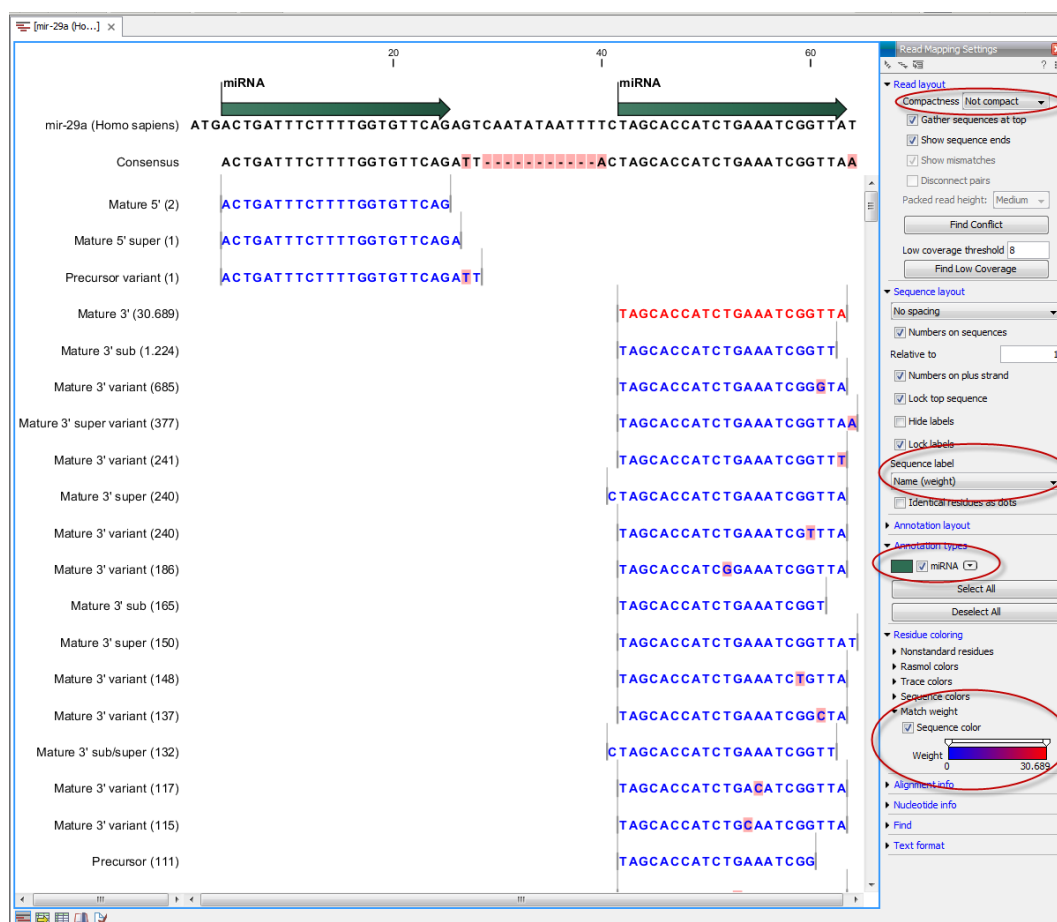 [mir-29a (Ho...] ×
20 40 60
miRNA miRNA
mir-29a (Homo sapiens) ATGACTGATTTCTTTTGGTGTTCAGAGTCAATATAATTTTCTAGCACCATCTGAAATCGGTTAT
Consensus ACTGATTTCTTTTGGTGTTCAGATT-----------ACTAGCACCATCTGAAATCGGTTAA
Mature 5' (2) ACTGATTTCTTTTGGTGTTCAG
Mature 5' super (1) ACTGATTTCTTTTGGTGTTCAGA
Precursor variant (1) ACTGATTTCTTTTGGTGTTCAGATT
Mature 3' (30.689) TAGCACCATCTGAAATCGGTTA
Mature 3' sub (1.224) TAGCACCATCTGAAATCGGTT
Mature 3' variant (685) TAGCACCATCTGAAATCGGGTA
Mature 3' super variant (377) TAGCACCATCTGAAATCGGTTAA
Mature 3' variant (241) TAGCACCATCTGAAATCGGTTT
Mature 3' super (240) CTAGCACCATCTGAAATCGGTTA
Mature 3' variant (240) TAGCACCATCTGAAATCGTTTA
Mature 3' variant (186) TAGCACCATCGGAAATCGGTTA
Mature 3' sub (165) TAGCACCATCTGAAATCGGT
Mature 3' super (150) TAGCACCATCTGAAATCGGTTAT
Mature 3' variant (148) TAGCACCATCTGAAATCTGTTA
Mature 3' variant (137) TAGCACCATCTGAAATCGGCTA
Mature 3' sub/super (132) CTAGCACCATCTGAAATCGGTT
Mature 3' variant (117) TAGCACCATCTGACATCGGTTA
Mature 3' variant (115) TAGCACCATCTGCAATCGGTTA
Precursor (111) TAGCACCATCTGAAATCGG
Read Mapping Settings
?
Read layout
Compactness Not compact
Gather sequences at top
Show sequence ends
Show mismatches
Disconnect pairs
Packed read height: Medium
Find Conflict
Low coverage threshold 8
Find Low Coverage
Sequence layout
No spacing
Numbers on sequences
Relative to 1
Numbers on plus strand
Lock top sequence
Hide labels
Lock labels
Sequence label
Name (weight)
Identical residues as dots
Annotation layout
Annotation types
miRNA
Select All
Deselect All
Residue coloring
Nonstandard residues
Rasmol colors
Trace colors
Sequence colors
Match weight
Sequence color
Weight
0 30.689
Alignment info
Nucleotide info
Find
Text format